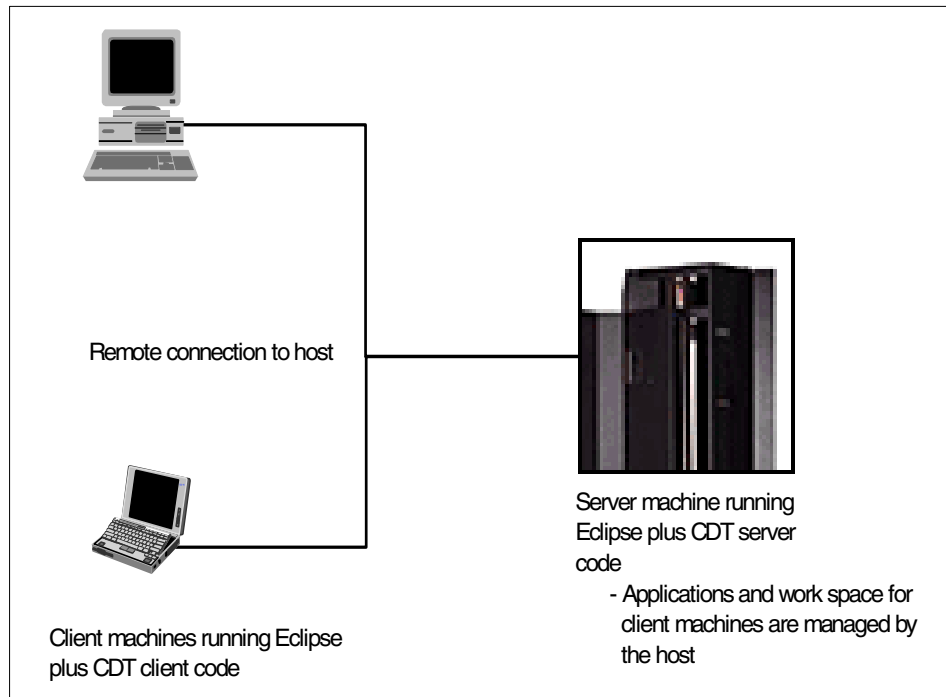 Remote connection to host
Server machine running
Eclipse plus CDT server
code
- Applications and work space for
client machines are managed by
the host
Client machines running Eclipse
plus CDT client code